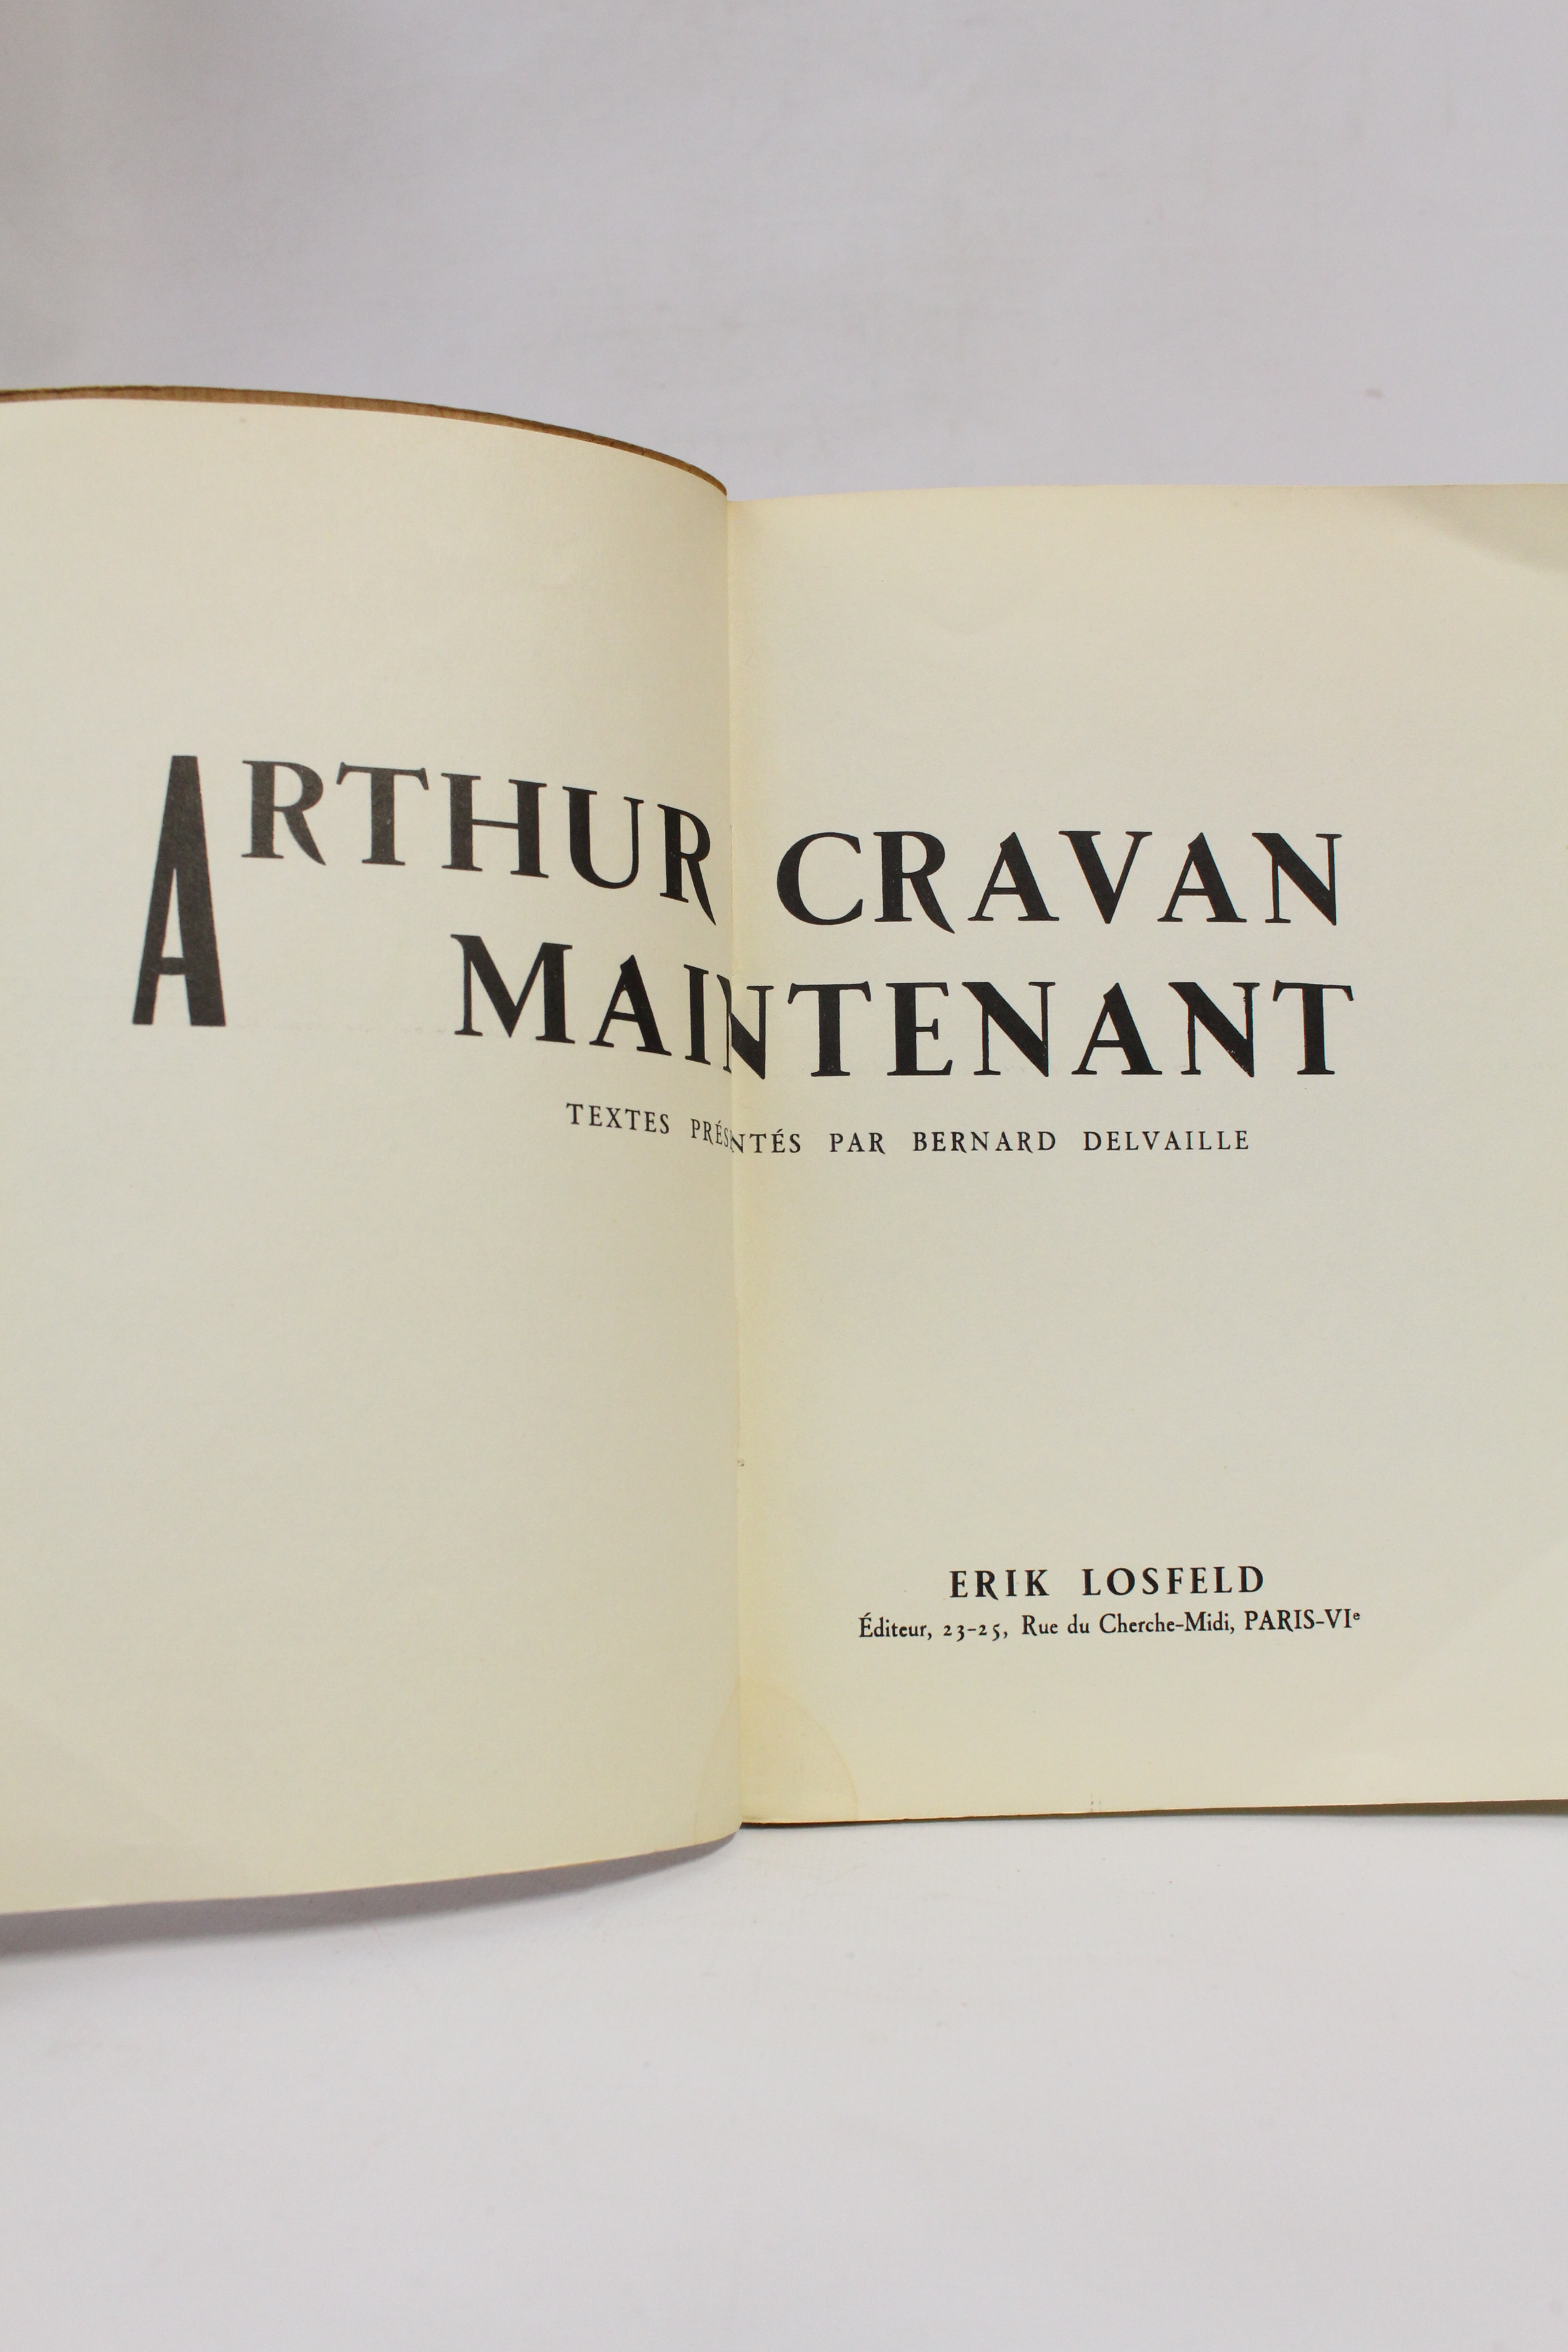 ARTHUR CRAVAN
MAINTENANT
TEXTES PRÉSENTÉS PAR BERNARD DELVAILLE
ERIK LOSFELD
Éditeur, 23-25, Rue du Cherche-Midi, PARIS-VIᵉ